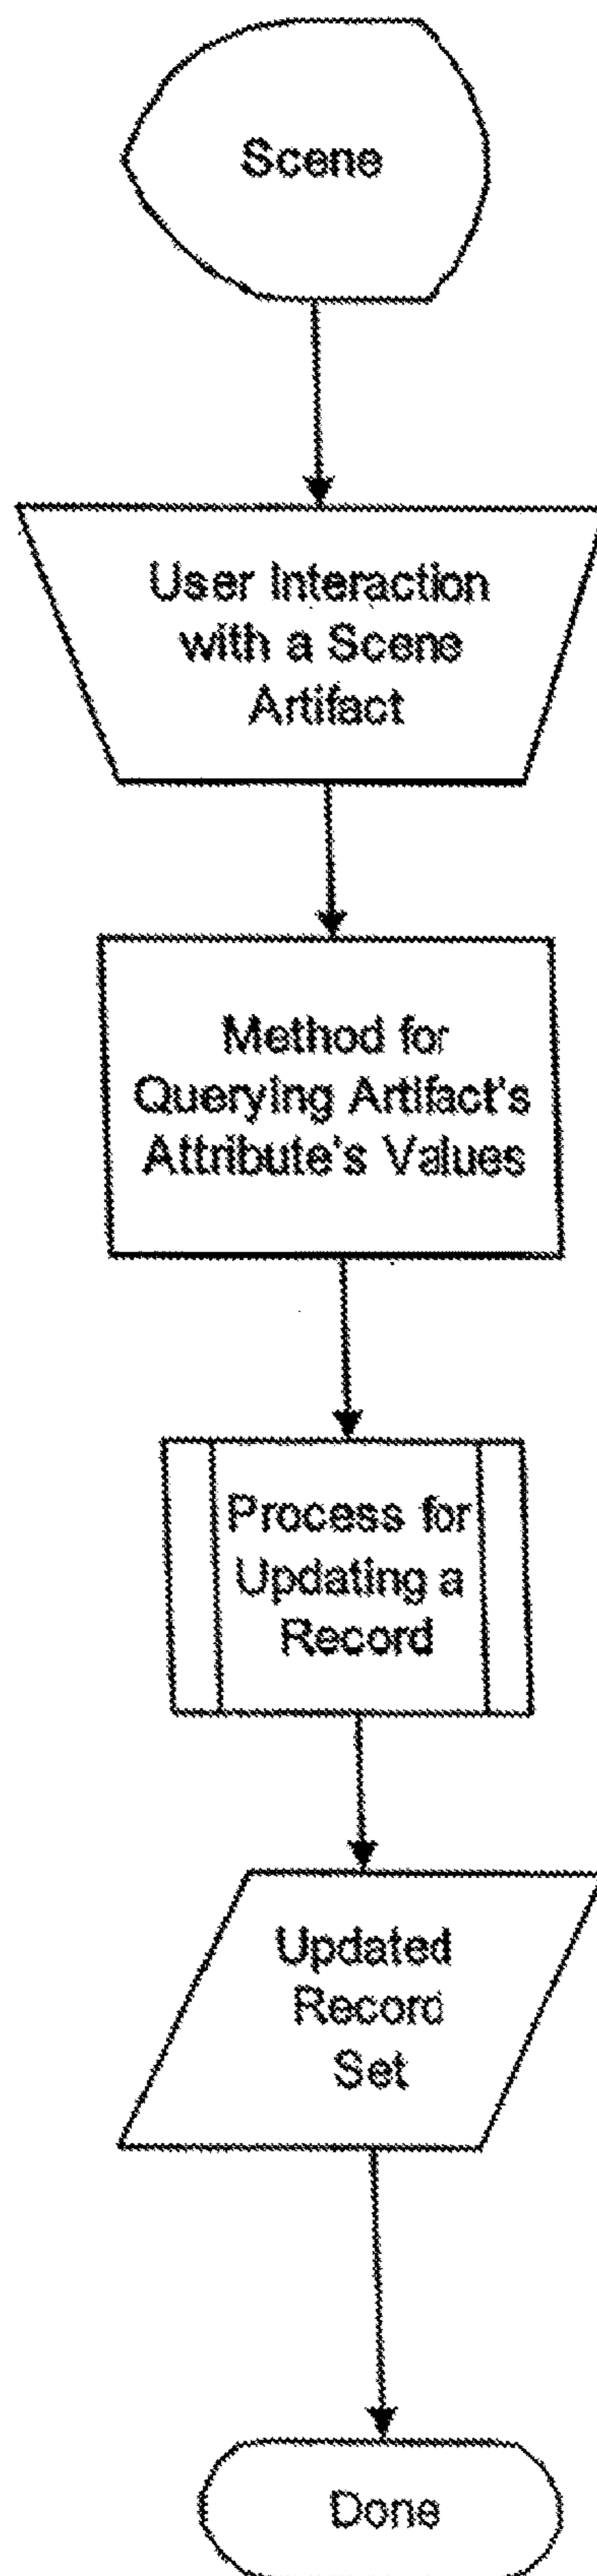 Scene
User Interaction
with a Scene
Artifact
Method for
Querying Artifact's
Attribute's Values
Process for
Updating a
Record
Updated
Record
Set
Done